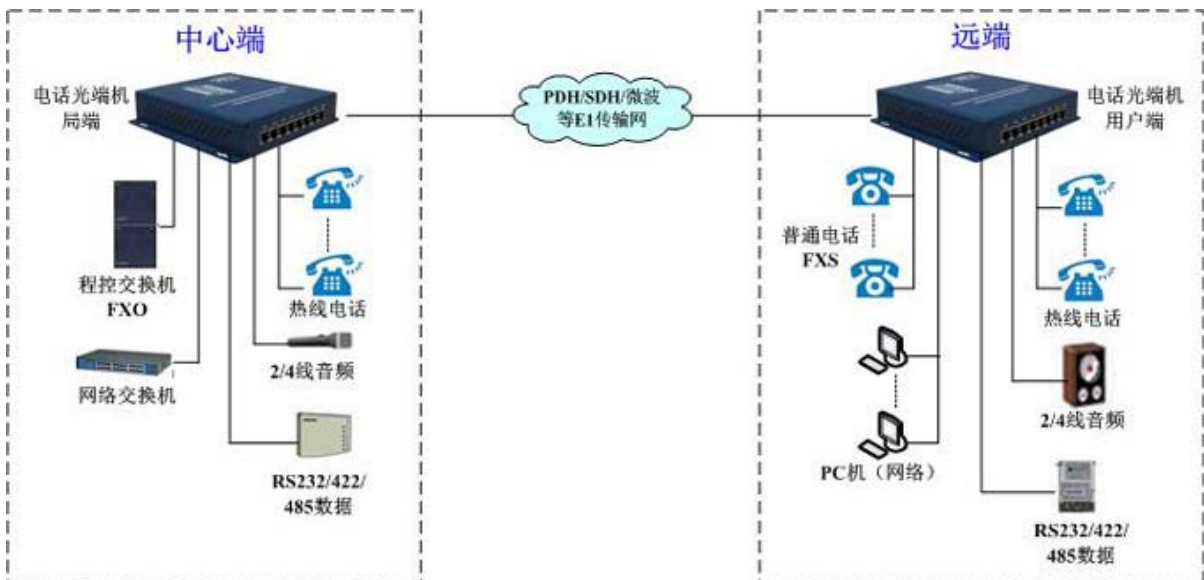 中心端
电话光端机
局端
程控交换机
FXO
网络交换机
热线电话
2/4线音频
RS232/422/
485数据
PDH/SDH/微波
等E1传输网
远端
电话光端机
用户端
普通电话
FXS
热线电话
PC机（网络）
2/4线音频
RS232/422/
485数据